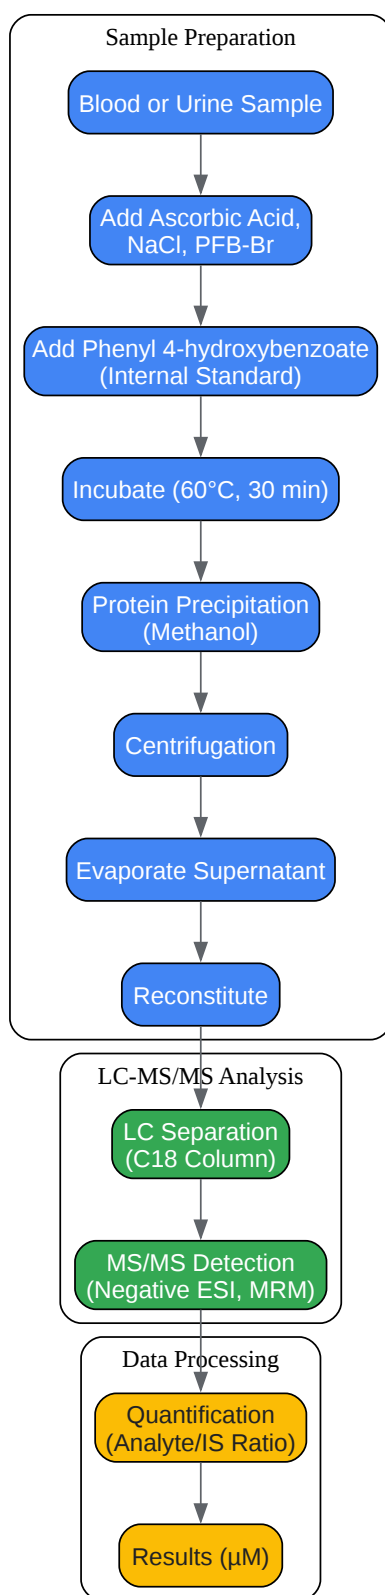 Sample Preparation
Blood or Urine Sample
Add Ascorbic Acid,
NaCl, PFB-Br
Add Phenyl 4-hydroxybenzoate
(Internal Standard)
Incubate (60°C, 30 min)
Protein Precipitation
(Methanol)
Centrifugation
Evaporate Supernatant
Reconstitute
LC-MS/MS Analysis
LC Separation
(C18 Column)
MS/MS Detection
(Negative ESI, MRM)
Data Processing
Quantification
(Analyte/IS Ratio)
Results (µM)